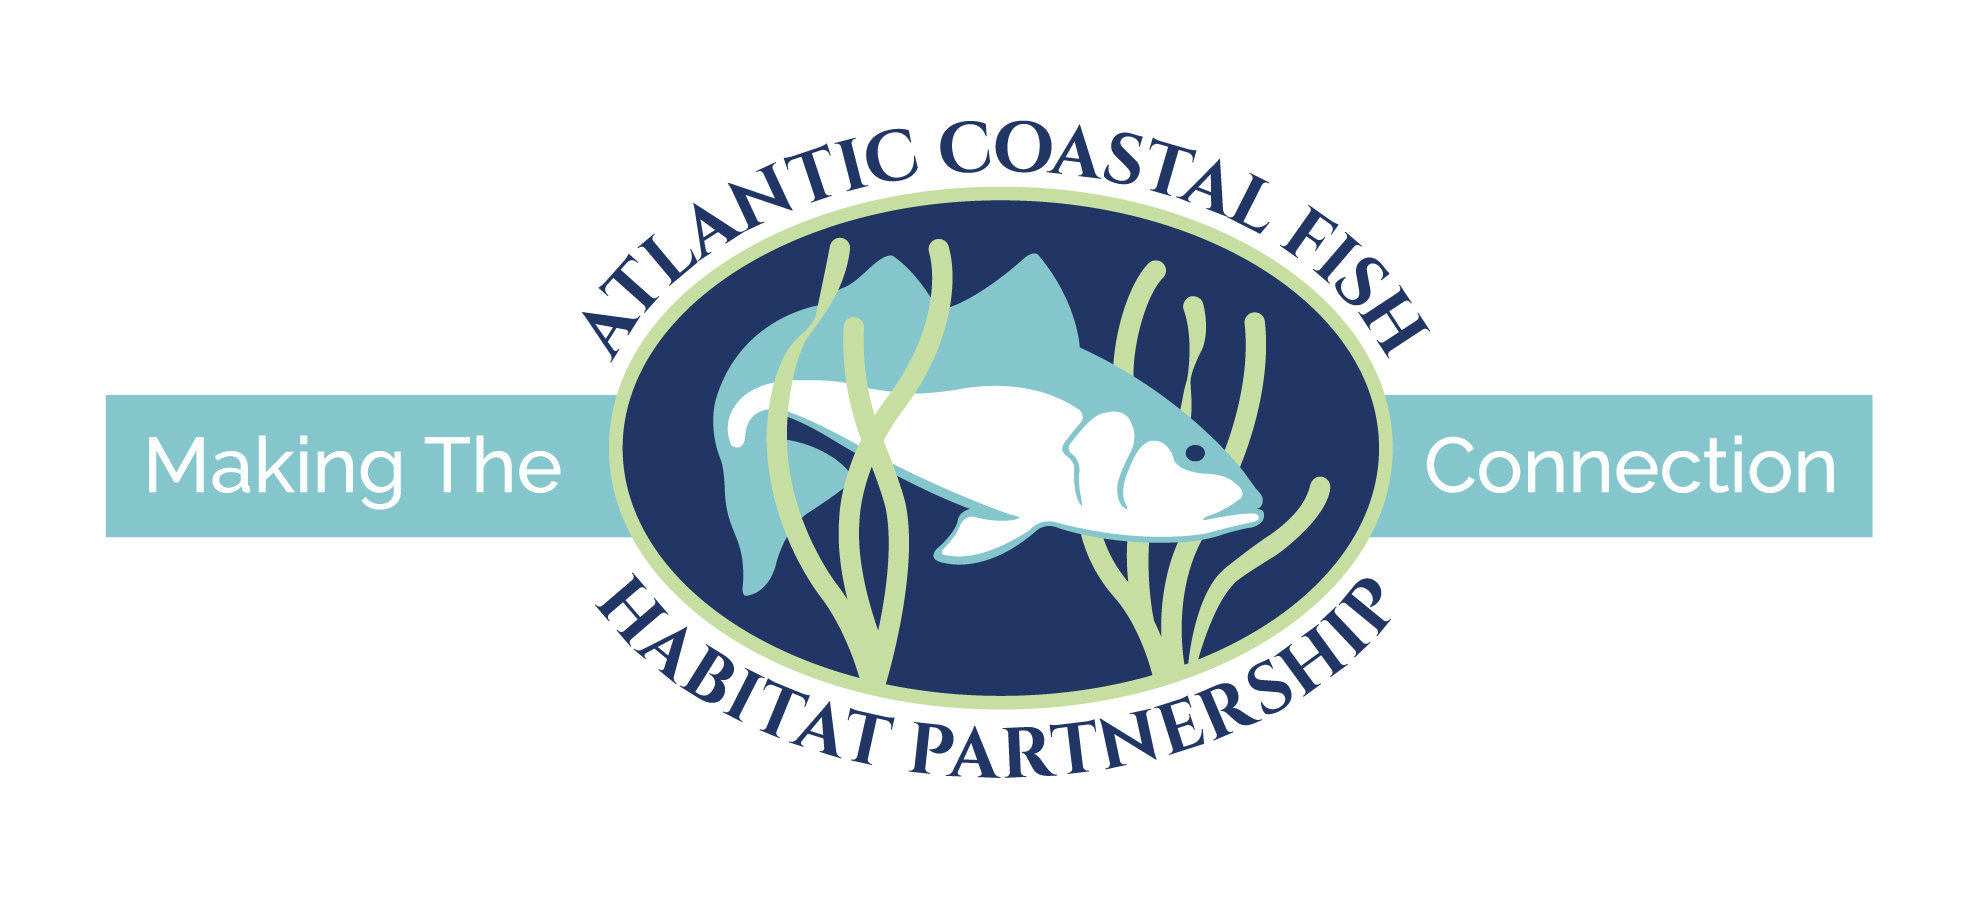 ATLANTIC COASTAL FISH
Making The Connection
HABITAT PARTNERSHIP